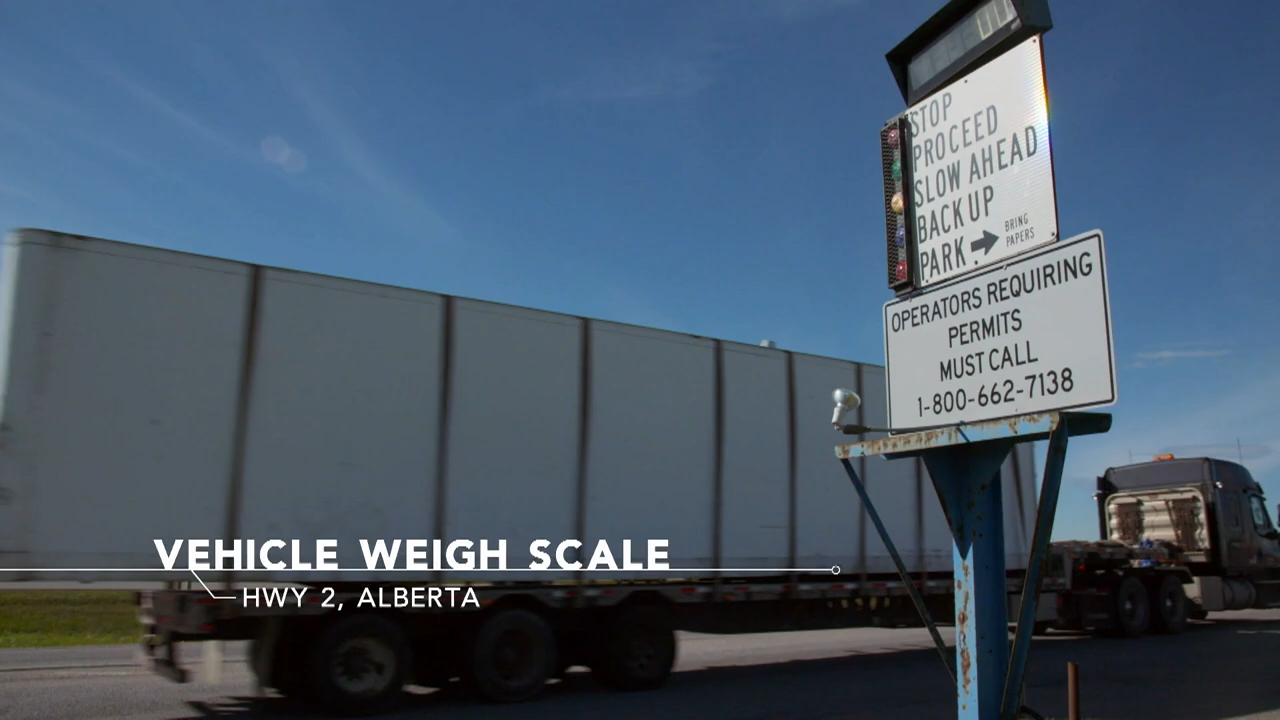 STOP
PROCEED
SLOW AHEAD
BACK UP
PARK
BRING
PAPERS
OPERATORS REQUIRING
PERMITS
MUST CALL
1-800-662-7138
VEHICLE WEIGH SCALE
HWY 2, ALBERTA